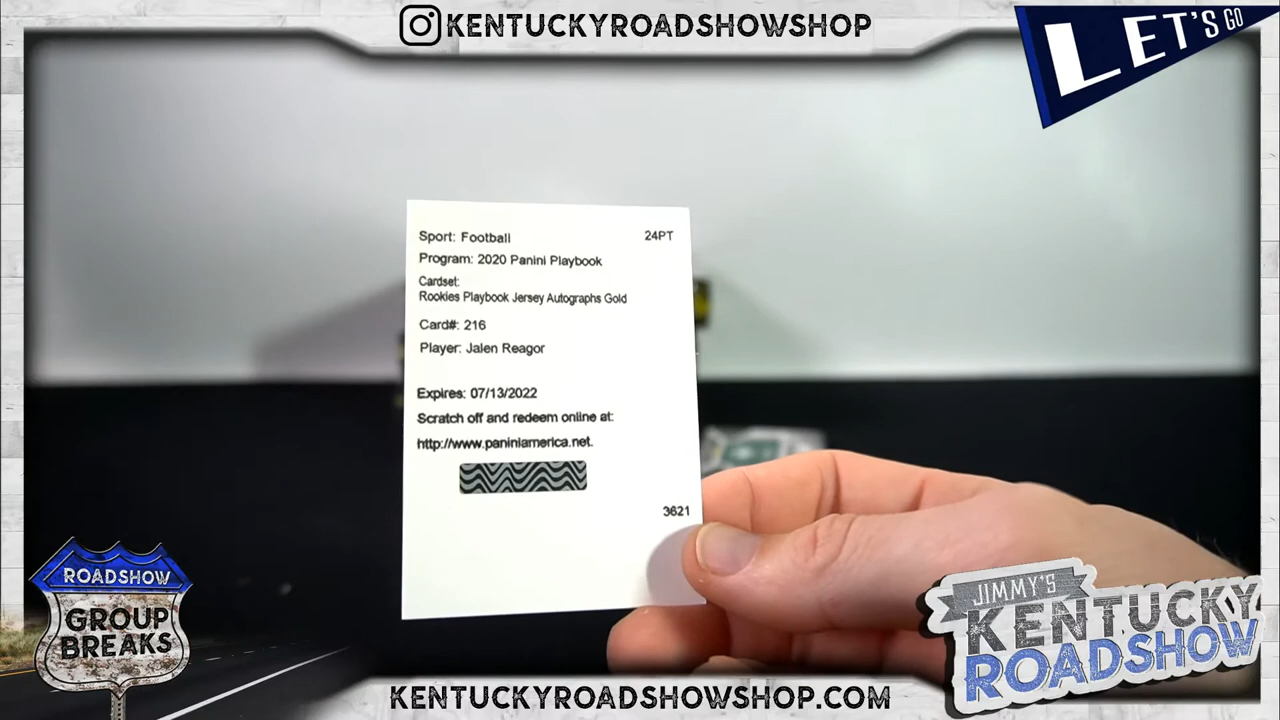 KENTUCKYROADSHOWSHOP
LET'S GO
Sport: Football
24PT
Program: 2020 Panini Playbook
Cardset:
Rookies Playbook Jersey Autographs Gold
Card#: 216
Player: Jalen Reagor
Expires: 07/13/2022
Scratch off and redeem online at:
http://www.paniniamerica.net.
3621
ROADSHOW
GROUP
BREAKS
JIMMY'S
KENTUCKY
ROADSHOW
KENTUCKYROADSHOWSHOP.COM